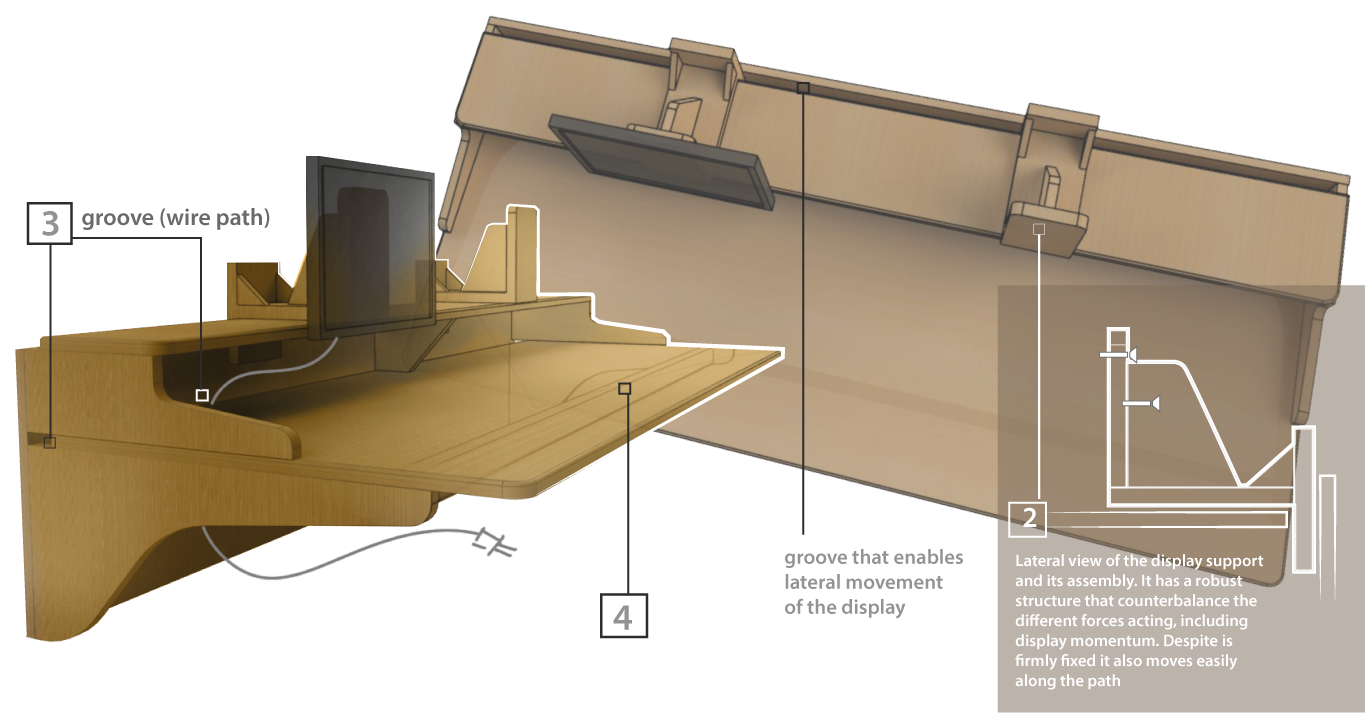 3
groove (wire path)
4
groove that enables
lateral movement
of the display
2
Lateral view of the display support
and its assembly. It has a robust
structure that counterbalance the
different forces acting, including
display momentum. Despite is
firmly fixed it also moves easily
along the path